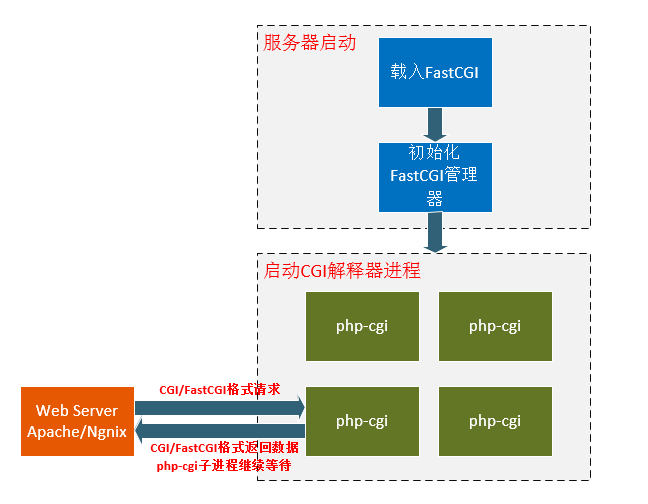 服务器启动
载入FastCGI
初始化
FastCGI管理
器
启动CGI解释器进程
php-cgi
php-cgi
CGI/FastCGI格式请求
Web Server
Apache/Ngnix
php-cgi
php-cgi
CGI/FastCGI格式返回数据
php-cgi子进程继续等待